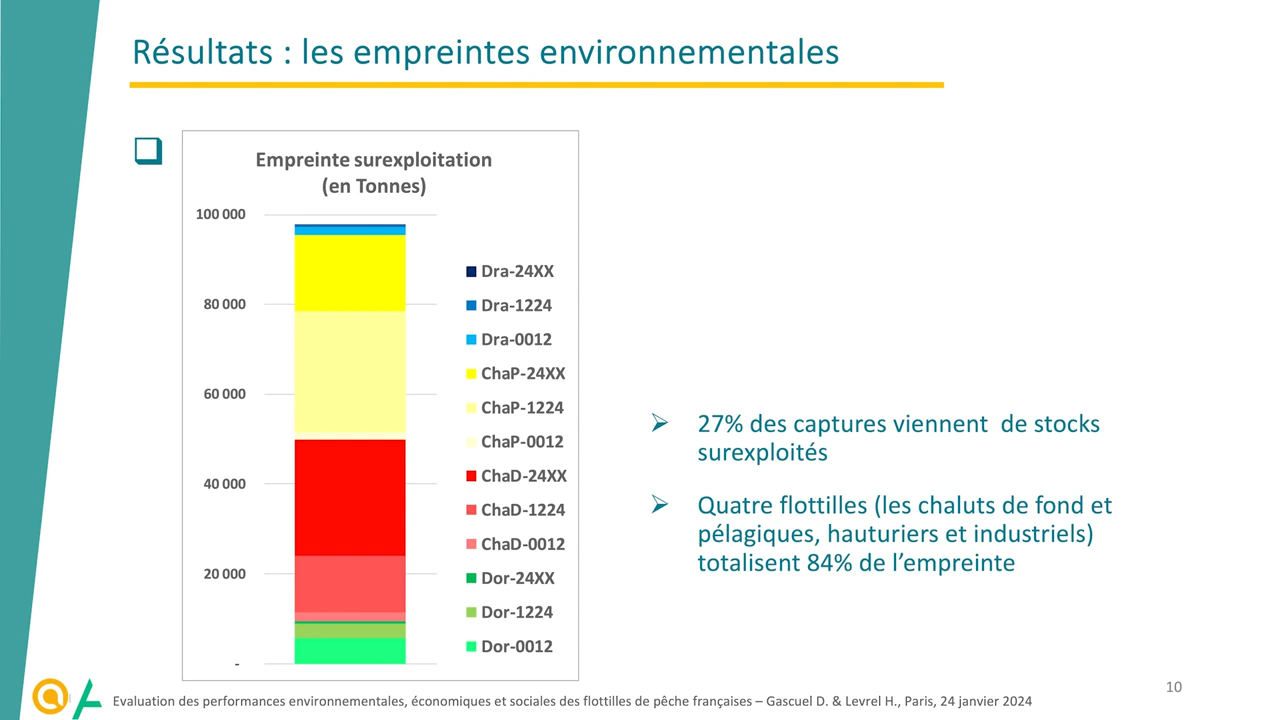 Résultats : les empreintes environnementales
Empreinte surexploitation
(en Tonnes)
100 000
80 000
60 000
40 000
20 000
-
Dra-24XX
Dra-1224
Dra-0012
ChaP-24XX
ChaP-1224
ChaP-0012
ChaD-24XX
ChaD-1224
ChaD-0012
Dor-24XX
Dor-1224
Dor-0012
27% des captures viennent de stocks
surexploités
Quatre flottilles (les chaluts de fond et
pélagiques, hauturiers et industriels)
totalisent 84% de l’empreinte
Evaluation des performances environnementales, économiques et sociales des flottilles de pêche françaises – Gascuel D. & Levrel H., Paris, 24 janvier 2024
10